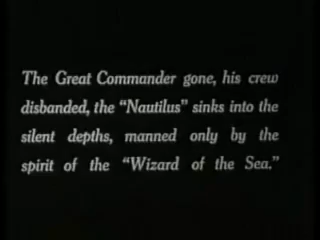 The Great Commander gone, his crew
disbanded, the “Nautilus” sinks into the
silent depths, manned only by the
spirit of the “Wizard of the Sea.”